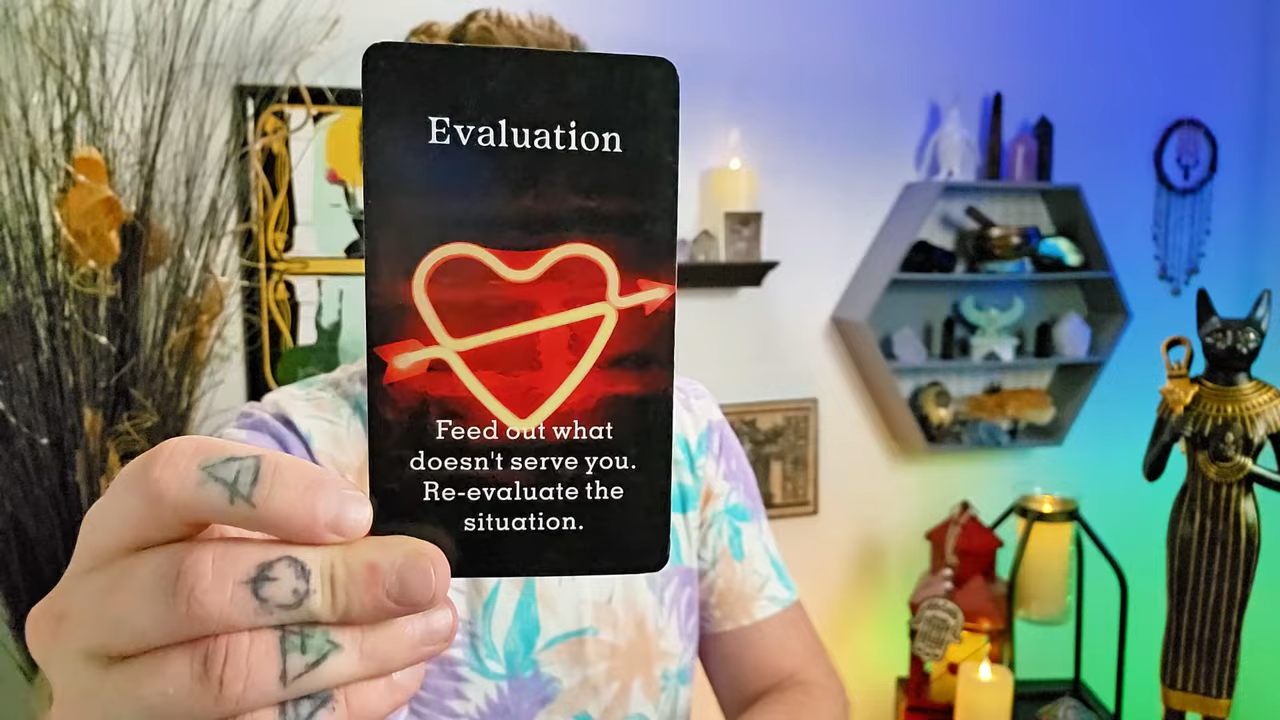 Evaluation
Feed out what
doesn't serve you.
Re-evaluate the
situation.